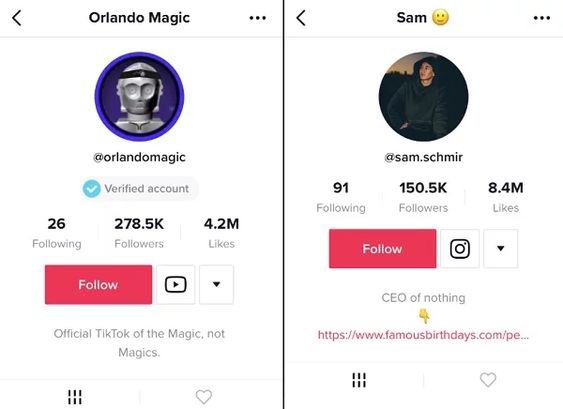 Orlando Magic
@orlandomagic
Verified account
26 278.5K 4.2M
Following Followers Likes
Follow
Official TikTok of the Magic, not
Magics.
Sam 🙂
@sam.schmir
91 150.5K 8.4M
Following Followers Likes
Follow
CEO of nothing
👇
https://www.famousbirthdays.com/pe...